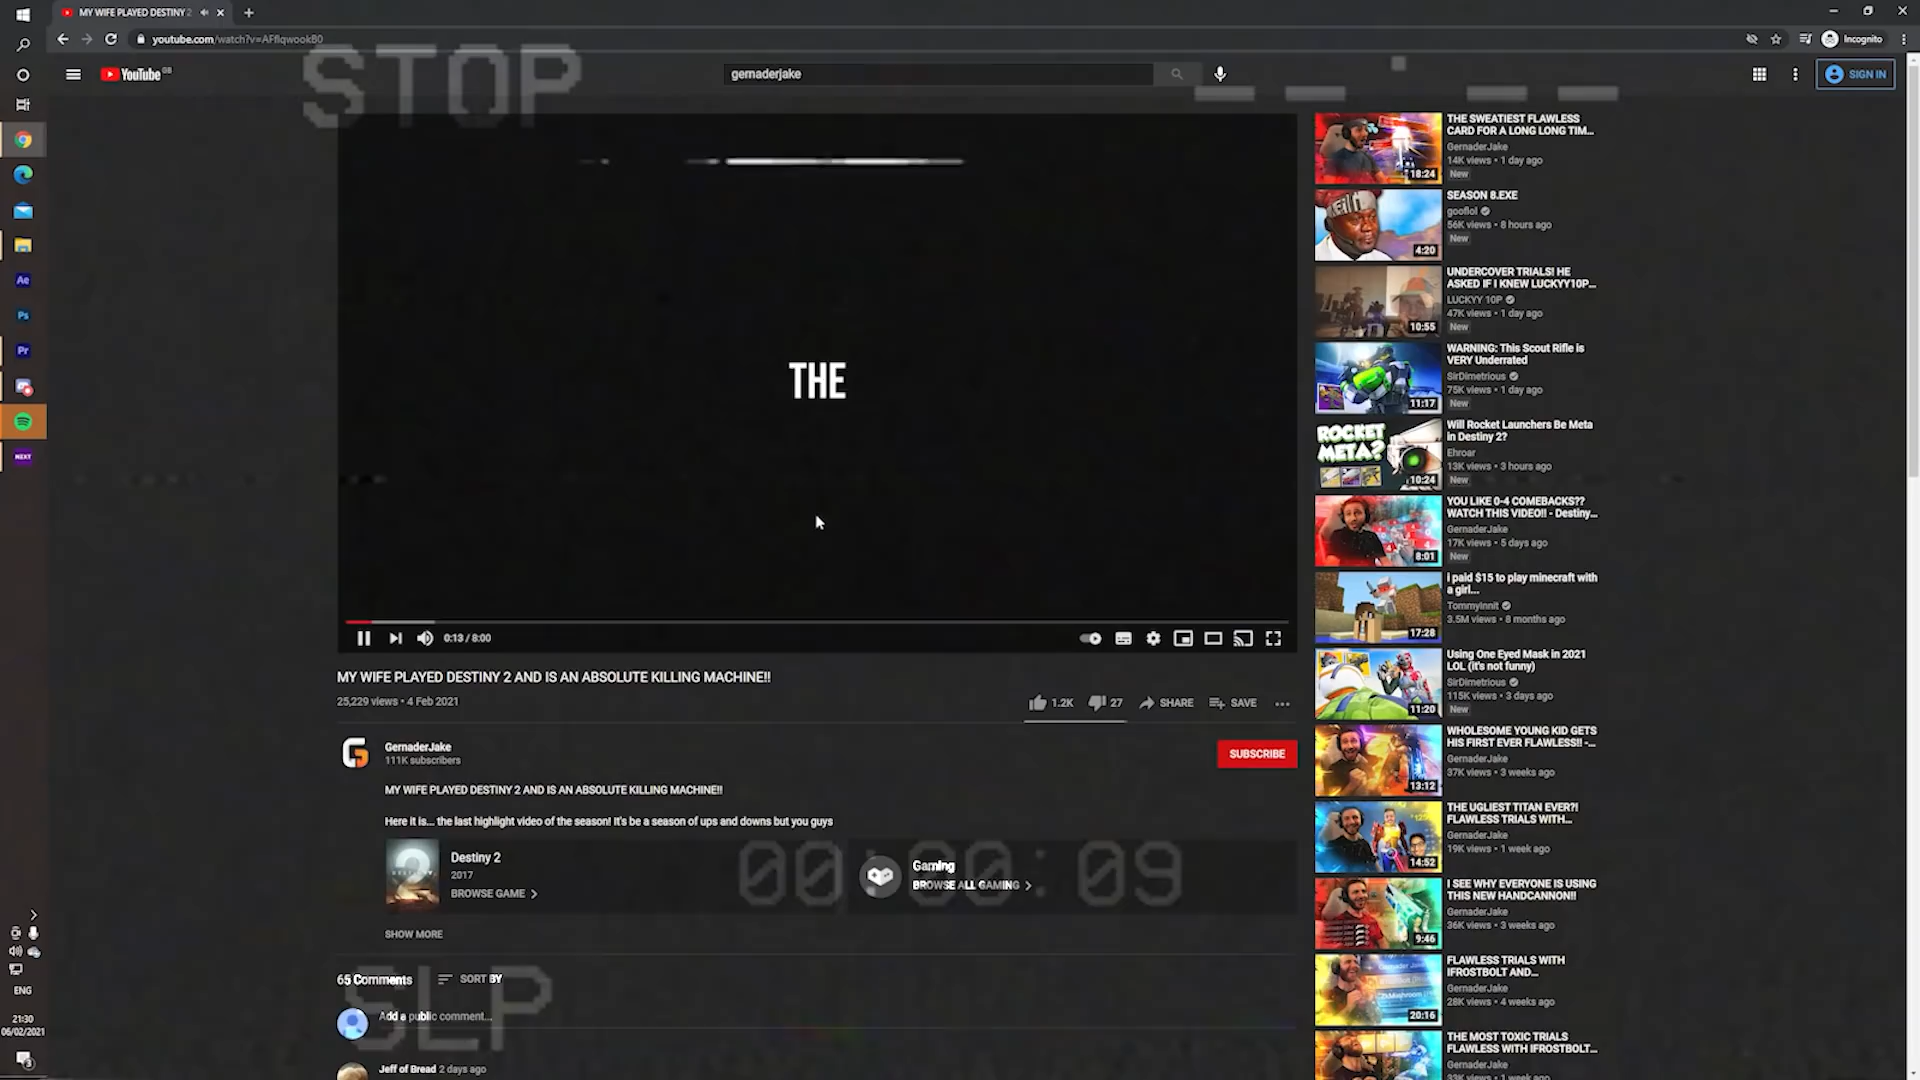 MY WIFE PLAYED DESTINY 2
youtube.com/watch?v=AFflqwookB0
Incognito
YouTube GB
gernaderjake
SIGN IN
STOP
THE
0:13 / 8:00
MY WIFE PLAYED DESTINY 2 AND IS AN ABSOLUTE KILLING MACHINE!!
25,229 views • 4 Feb 2021
1.2K
27
SHARE
SAVE
GernaderJake
111K subscribers
SUBSCRIBE
MY WIFE PLAYED DESTINY 2 AND IS AN ABSOLUTE KILLING MACHINE!!
Here it is... the last highlight video of the season! It's be a season of ups and downs but you guys
Destiny 2
2017
BROWSE GAME
Gaming
BROWSE ALL GAMING
00:00:09
SHOW MORE
65 Comments
SORT BY
SLP
Add a public comment...
Jeff of Bread 2 days ago
THE SWEATIEST FLAWLESS
CARD FOR A LONG LONG TIM...
GernaderJake
14K views • 1 day ago
New
18:24
SEASON 8.EXE
gooflol
56K views • 8 hours ago
New
4:20
UNDERCOVER TRIALS! HE
ASKED IF I KNEW LUCKYY10P...
LUCKYY 10P
47K views • 1 day ago
New
10:55
WARNING: This Scout Rifle is
VERY Underrated
SirDimetrious
75K views • 1 day ago
New
11:17
Will Rocket Launchers Be Meta
in Destiny 2?
Ehroar
13K views • 3 hours ago
New
ROCKET
META?
10:24
YOU LIKE 0-4 COMEBACKS??
WATCH THIS VIDEO!! - Destiny...
GernaderJake
17K views • 5 days ago
New
8:01
i paid $15 to play minecraft with
a girl...
TommyInnit
3.5M views • 8 months ago
17:28
Using One Eyed Mask in 2021
LOL (it's not funny)
SirDimetrious
115K views • 3 days ago
New
11:20
WHOLESOME YOUNG KID GETS
HIS FIRST EVER FLAWLESS!! -...
GernaderJake
37K views • 3 weeks ago
13:12
THE UGLIEST TITAN EVER?!
FLAWLESS TRIALS WITH...
GernaderJake
19K views • 1 week ago
14:52
I SEE WHY EVERYONE IS USING
THIS NEW HANDCANNON!!
GernaderJake
36K views • 3 weeks ago
9:46
FLAWLESS TRIALS WITH
IFROSTBOLT AND...
GernaderJake
28K views • 4 weeks ago
20:16
THE MOST TOXIC TRIALS
FLAWLESS WITH IFROSTBOLT...
GernaderJake
33K views • 1 week ago
Ae
Ps
Pr
NEXT
ENG
21:30
06/02/2021
3